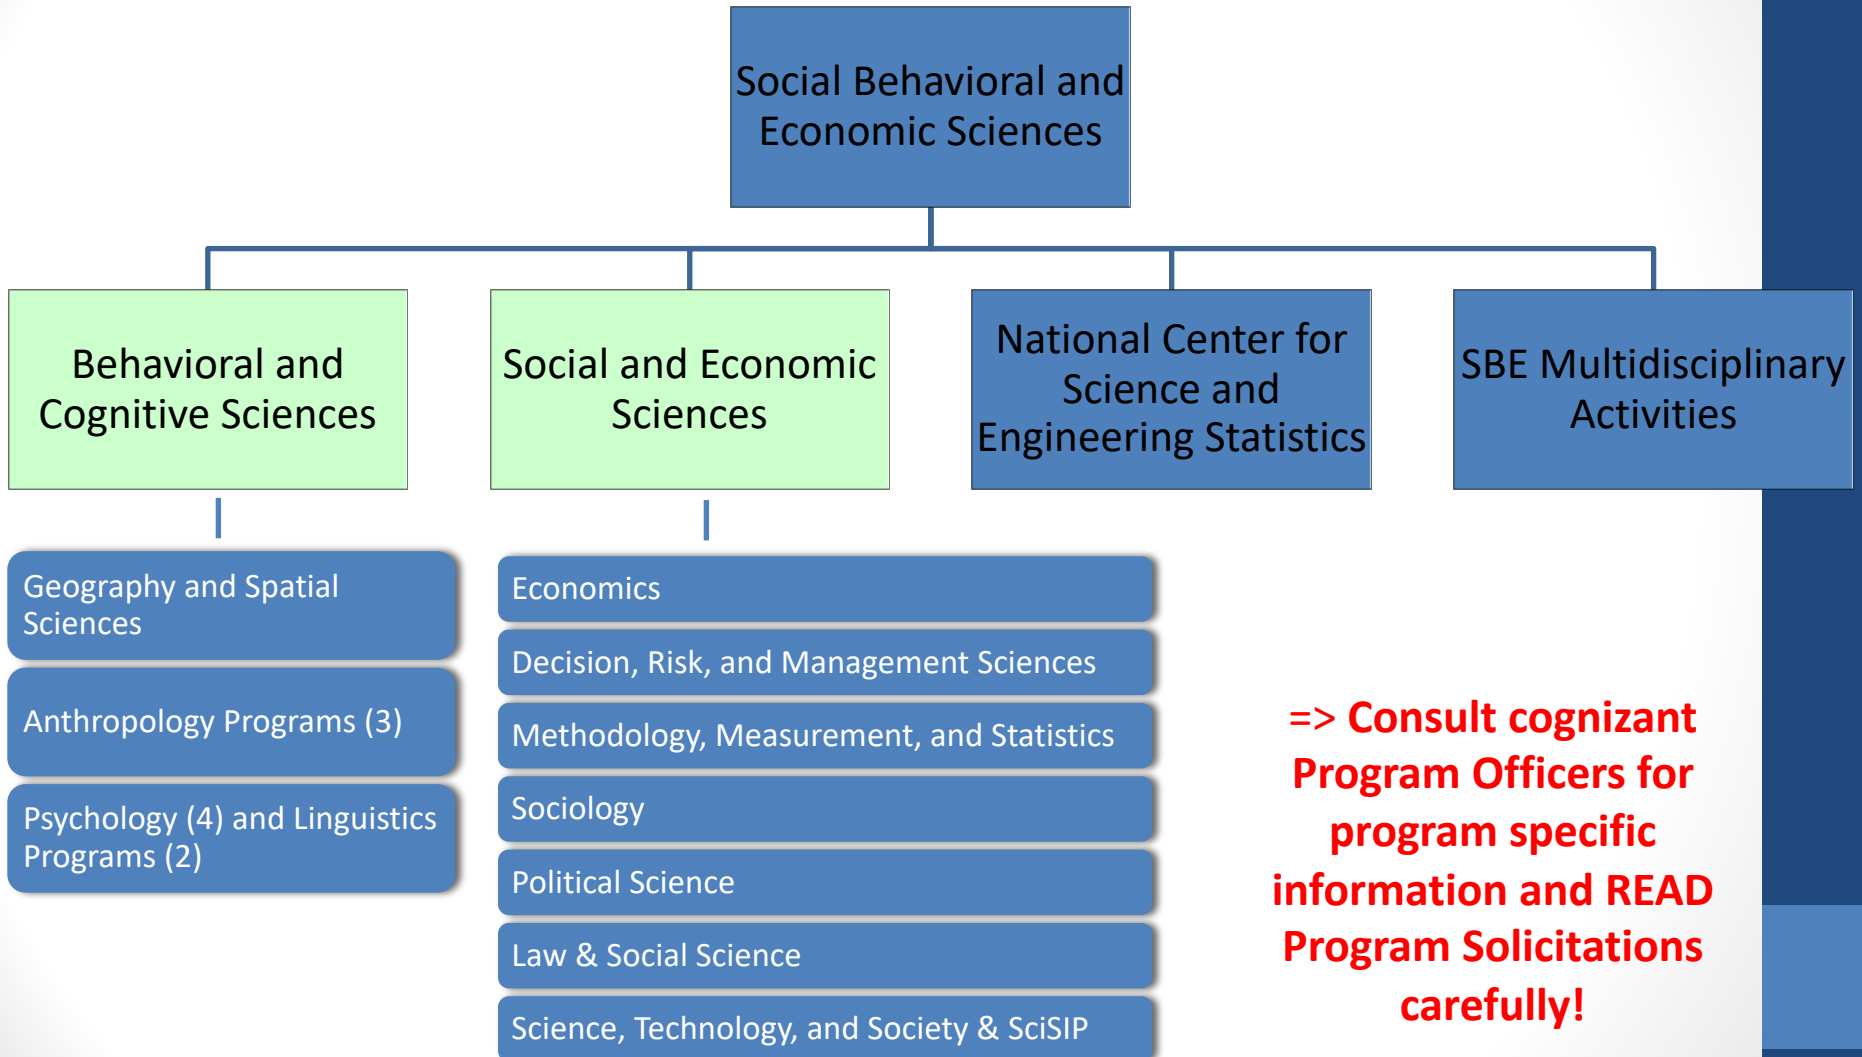 Social Behavioral and
Economic Sciences
Behavioral and
Cognitive Sciences
Social and Economic
Sciences
National Center for
Science and
Engineering Statistics
SBE Multidisciplinary
Activities
Geography and Spatial
Sciences
Anthropology Programs (3)
Psychology (4) and Linguistics
Programs (2)
Economics
Decision, Risk, and Management Sciences
Methodology, Measurement, and Statistics
Sociology
Political Science
Law & Social Science
Science, Technology, and Society & SciSIP
=> Consult cognizant
Program Officers for
program specific
information and READ
Program Solicitations
carefully!